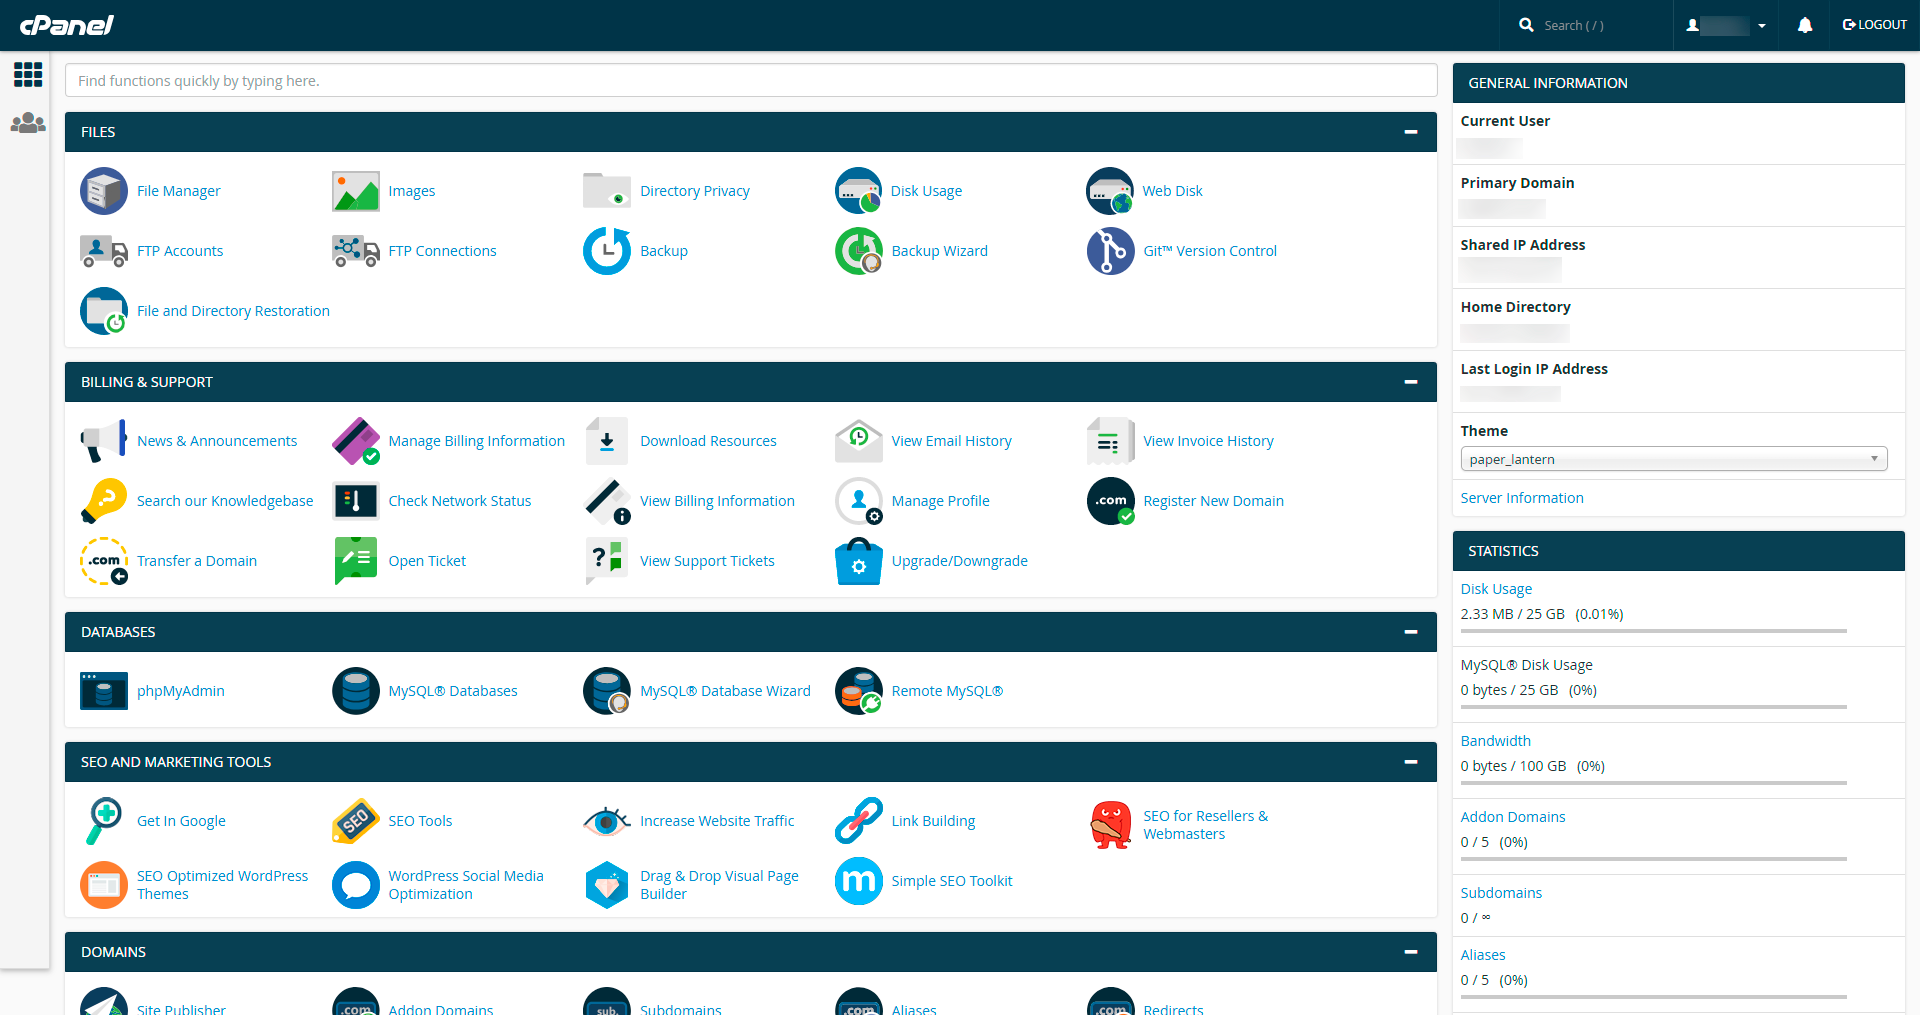 cPanel
Search ( / )
LOGOUT
Find functions quickly by typing here.
FILES
File Manager
Images
Directory Privacy
Disk Usage
Web Disk
FTP Accounts
FTP Connections
Backup
Backup Wizard
Git™ Version Control
File and Directory Restoration
BILLING & SUPPORT
News & Announcements
Manage Billing Information
Download Resources
View Email History
View Invoice History
Search our Knowledgebase
Check Network Status
View Billing Information
Manage Profile
.com
Register New Domain
.com
Transfer a Domain
Open Ticket
View Support Tickets
Upgrade/Downgrade
DATABASES
phpMyAdmin
MySQL® Databases
MySQL® Database Wizard
Remote MySQL®
SEO AND MARKETING TOOLS
Get In Google
SEO
SEO Tools
Increase Website Traffic
Link Building
SEO for Resellers &
Webmasters
SEO Optimized WordPress
Themes
WordPress Social Media
Optimization
Drag & Drop Visual Page
Builder
m
Simple SEO Toolkit
DOMAINS
Site Publisher
.com
Addon Domains
sub.
Subdomains
.com
Aliases
.com
Redirects
GENERAL INFORMATION
Current User
Primary Domain
Shared IP Address
Home Directory
Last Login IP Address
Theme
paper_lantern
Server Information
STATISTICS
Disk Usage
2.33 MB / 25 GB (0.01%)
MySQL® Disk Usage
0 bytes / 25 GB (0%)
Bandwidth
0 bytes / 100 GB (0%)
Addon Domains
0 / 5 (0%)
Subdomains
0 / ∞
Aliases
0 / 5 (0%)